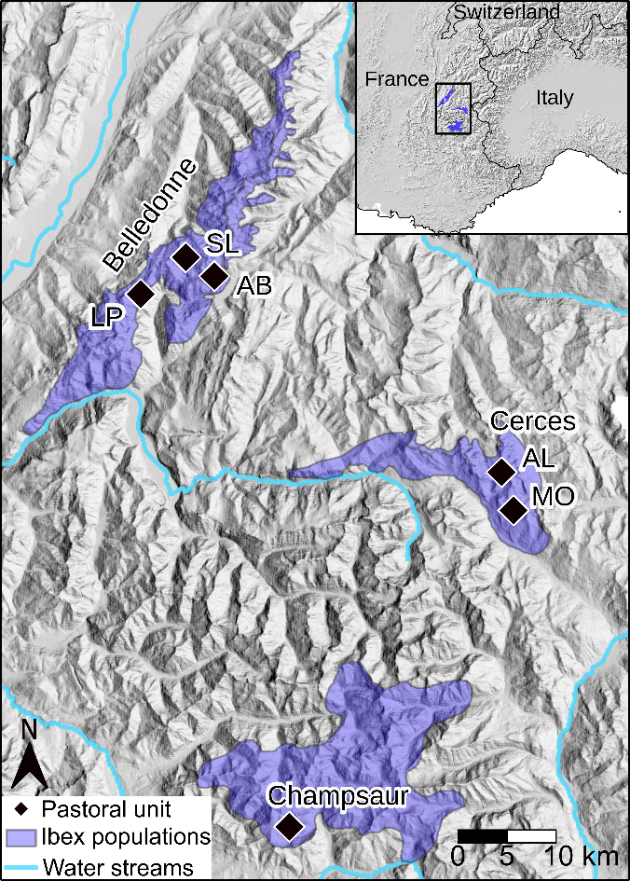 Switzerland
France
Italy
Belledonne
SL
AB
LP
Cerces
AL
MO
Champsaur
N
Pastoral unit
Ibex populations
Water streams
0 5 10 km